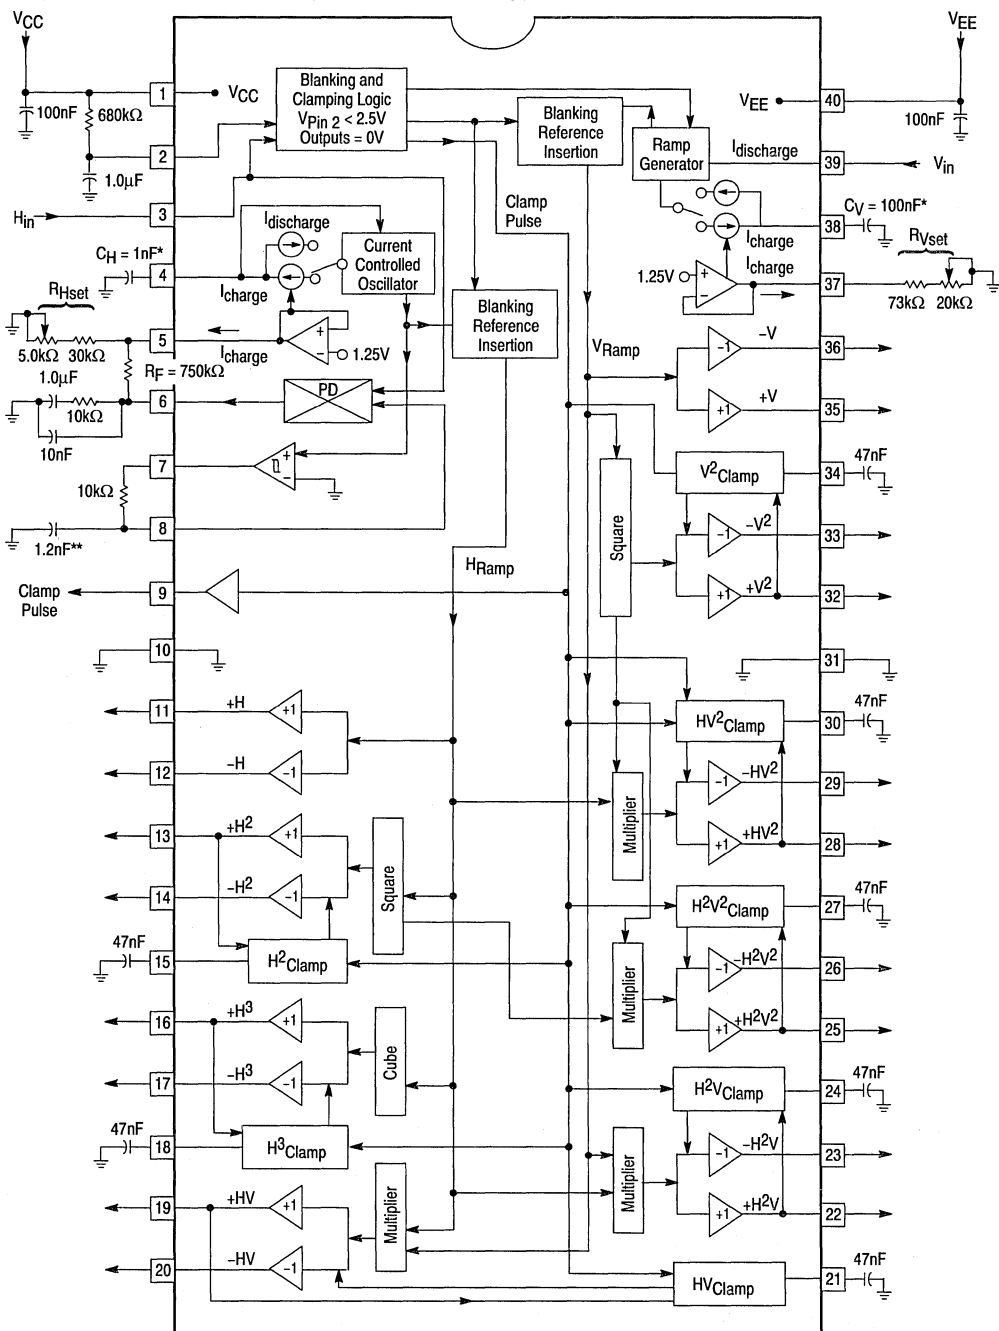 VCC
VEE
1
VCC
Blanking and
Clamping Logic
VPin 2 < 2.5V
Outputs = 0V
Blanking
Reference
Insertion
VEE
40
100nF
680kΩ
100nF
Ramp
Generator
Idischarge
39
Vin
2
1.0µF
Hin
3
Clamp
Pulse
CV = 100nF*
38
Icharge
CH = 1nF*
4
Idischarge
Icharge
Current
Controlled
Oscillator
1.25V
+
−
Icharge
37
RVset
73kΩ
20kΩ
RHset
5.0kΩ
30kΩ
5
Icharge
+
−
1.25V
Blanking
Reference
Insertion
VRamp
−1
−V
36
+1
+V
35
RF = 750kΩ
1.0µF
10kΩ
10nF
6
PD
7
+
−
10kΩ
V2Clamp
34
47nF
8
1.2nF**
Square
−1
−V2
33
HRamp
+1
+V2
32
Clamp
Pulse
9
10
31
11
+H
+1
HV2Clamp
30
47nF
12
−H
−1
Multiplier
−1
−HV2
29
13
+H2
+1
+1
+HV2
28
14
−H2
−1
Square
H2V2Clamp
27
47nF
47nF
15
H2Clamp
Multiplier
−1
−H2V2
26
16
+H3
+1
+1
+H2V2
25
17
−H3
−1
Cube
H2VClamp
24
47nF
47nF
18
H3Clamp
Multiplier
−1
−H2V
23
19
+HV
+1
Multiplier
+1
+H2V
22
20
−HV
−1
HVClamp
21
47nF